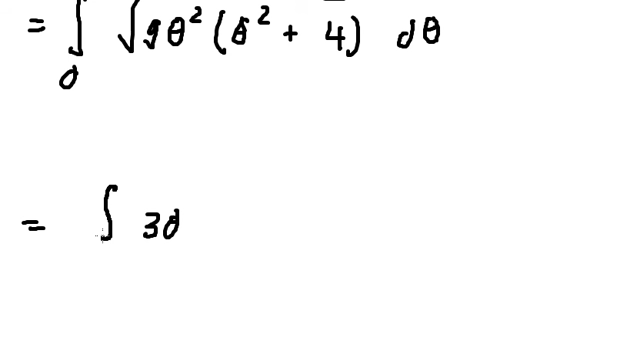 = ∫₀ √9θ² (θ² + 4) dθ
= ∫ 3θ